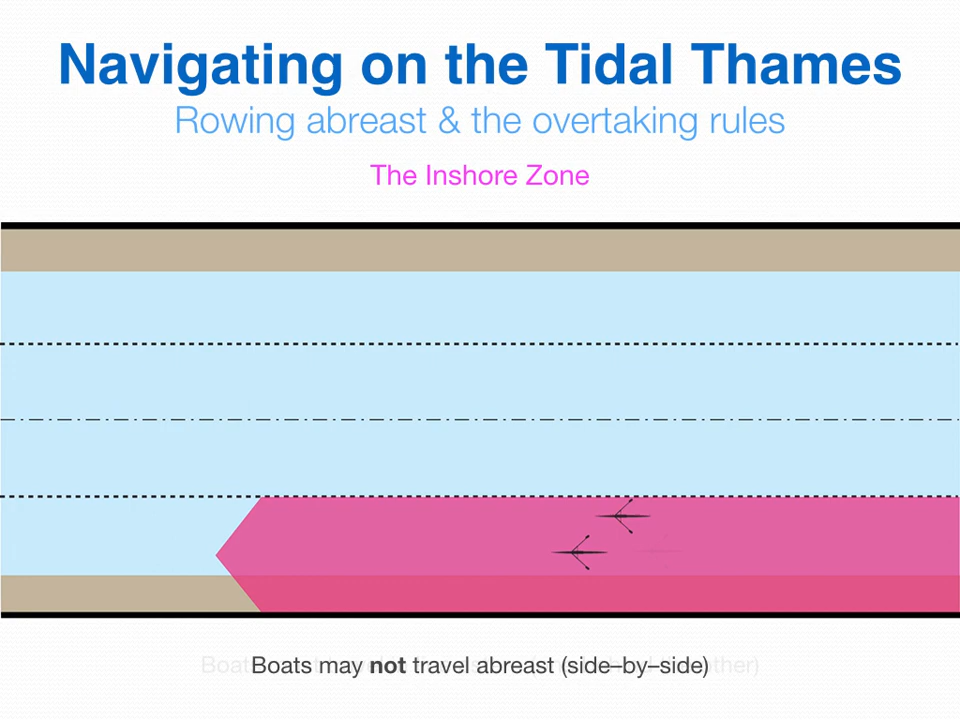 Navigating on the Tidal Thames
Rowing abreast & the overtaking rules
The Inshore Zone
Boats may not travel abreast (side–by–side)